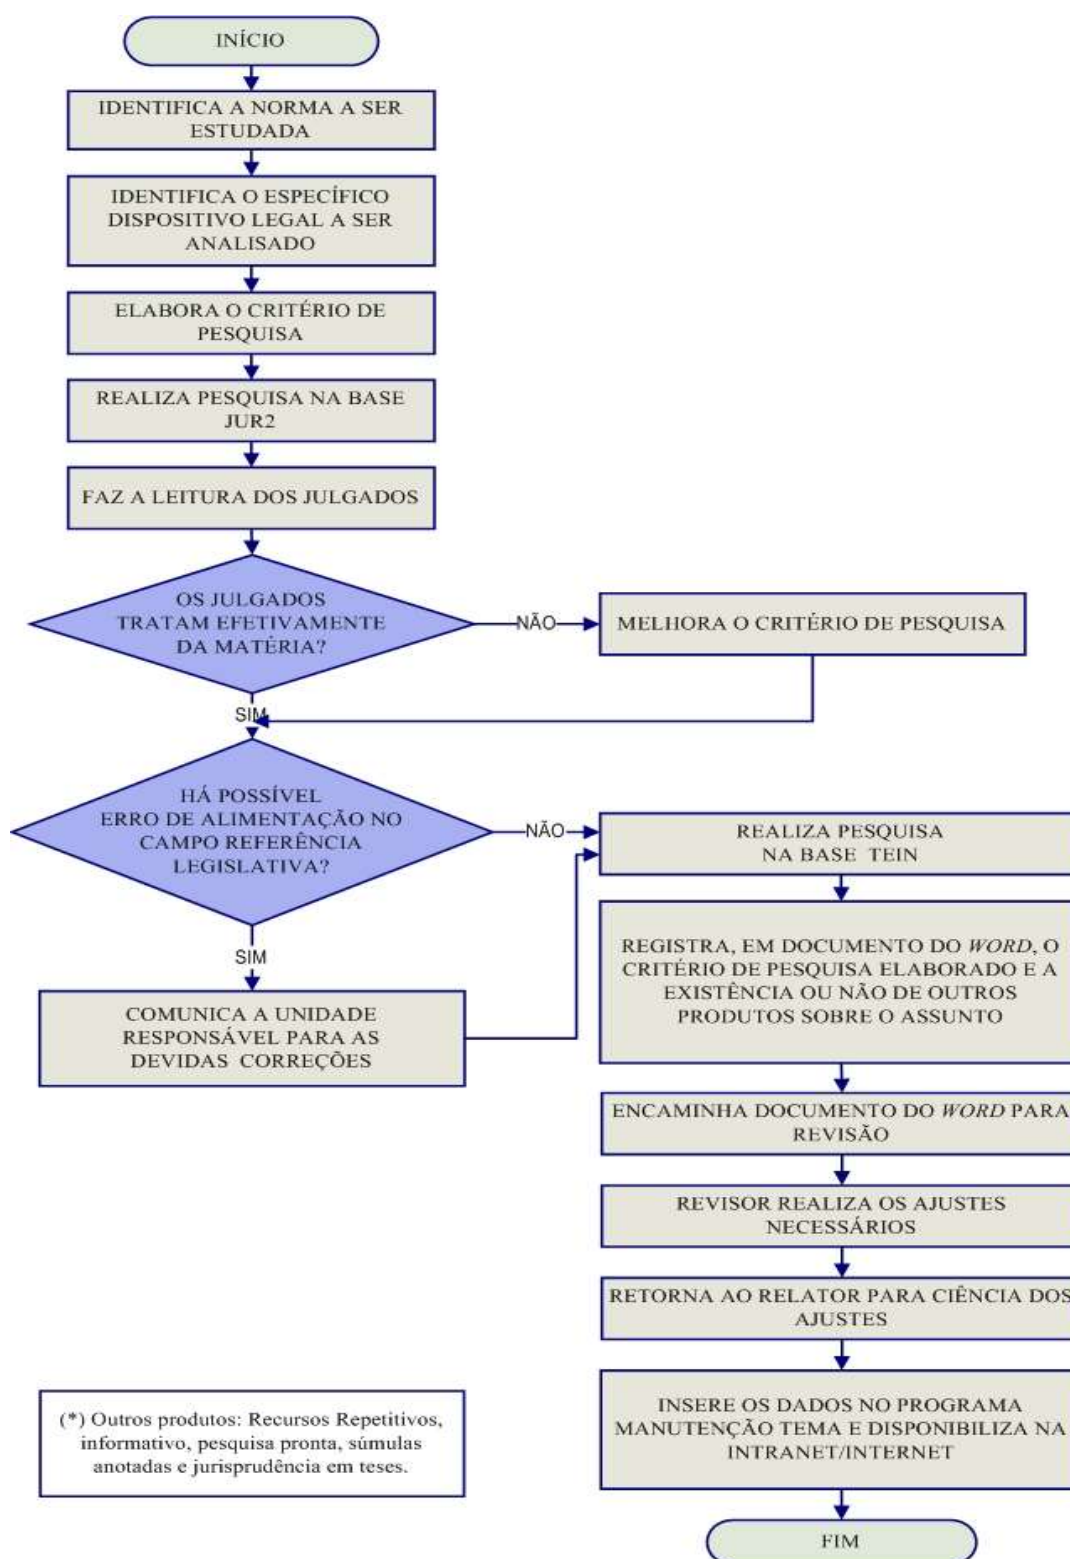 INÍCIO
IDENTIFICA A NORMA A SER
ESTUDADA
IDENTIFICA O ESPECÍFICO
DISPOSITIVO LEGAL A SER
ANALISADO
ELABORA O CRITÉRIO DE
PESQUISA
REALIZA PESQUISA NA BASE
JUR2
FAZ A LEITURA DOS JULGADOS
OS JULGADOS
TRATAM EFETIVAMENTE
DA MATÉRIA?
NÃO
MELHORA O CRITÉRIO DE PESQUISA
SIM
HÁ POSSÍVEL
ERRO DE ALIMENTAÇÃO NO
CAMPO REFERÊNCIA
LEGISLATIVA?
NÃO
REALIZA PESQUISA
NA BASE TEIN
SIM
COMUNICA A UNIDADE
RESPONSÁVEL PARA AS
DEVIDAS CORREÇÕES
REGISTRA, EM DOCUMENTO DO WORD, O
CRITÉRIO DE PESQUISA ELABORADO E A
EXISTÊNCIA OU NÃO DE OUTROS
PRODUTOS SOBRE O ASSUNTO
ENCAMINHA DOCUMENTO DO WORD PARA
REVISÃO
REVISOR REALIZA OS AJUSTES
NECESSÁRIOS
RETORNA AO RELATOR PARA CIÊNCIA DOS
AJUSTES
INSERE OS DADOS NO PROGRAMA
MANUTENÇÃO TEMA E DISPONIBILIZA NA
INTRANET/INTERNET
(*) Outros produtos: Recursos Repetitivos,
informativo, pesquisa pronta, súmulas
anotadas e jurisprudência em teses.
FIM